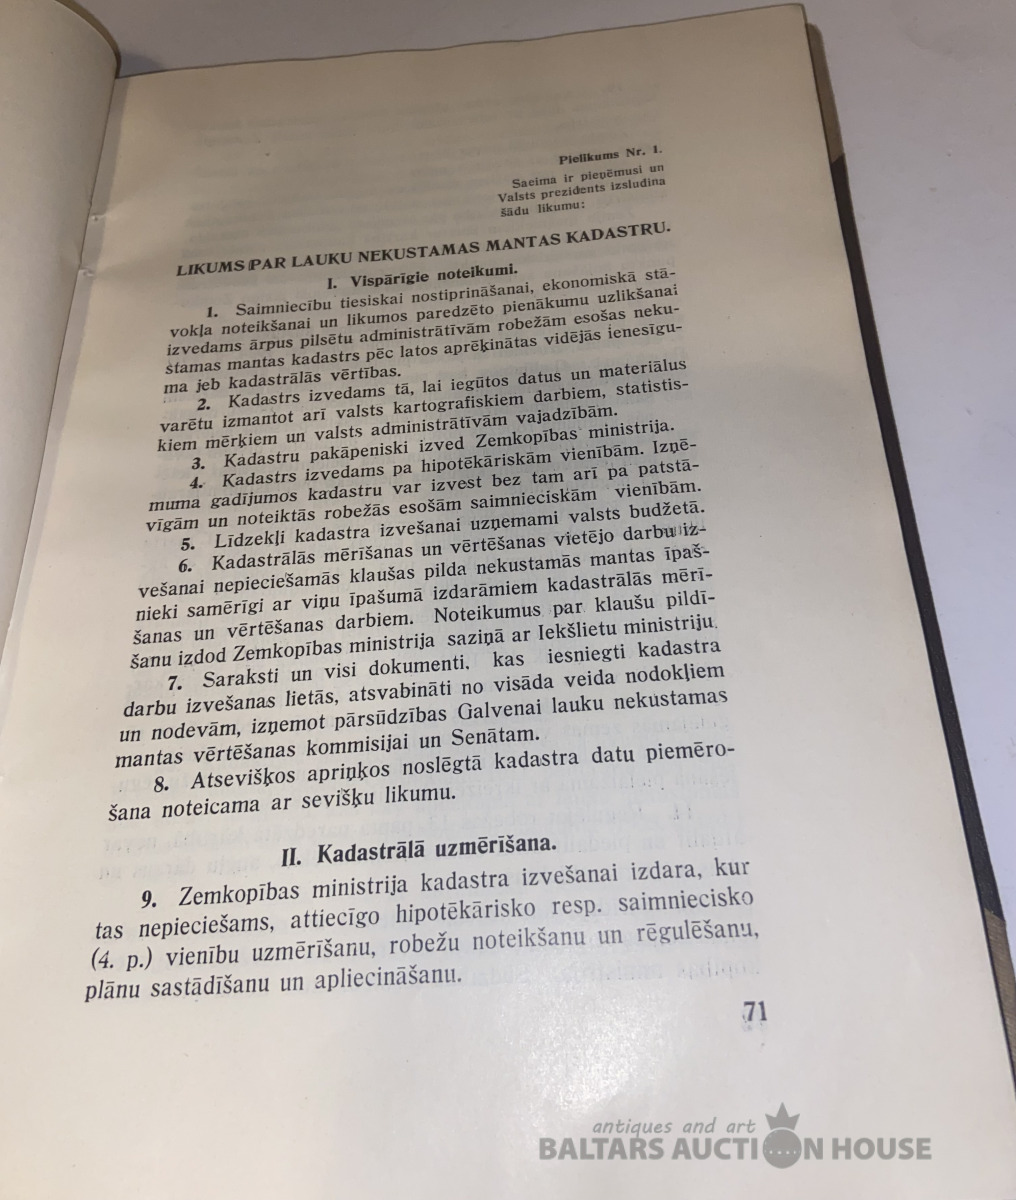 Pielikums Nr. 1.
Saeima ir pieņēmusi un
Valsts prezidents izsludina
šādu likumu:
LIKUMS PAR LAUKU NEKUSTAMAS MANTAS KADASTRU.
I. Vispārīgie noteikumi.
1. Saimniecību tiesiskai nostiprināšanai, ekonomiskā stā-
vokļa noteikšanai un likumos paredzēto pienākumu uzlikšanai
izvedams ārpus pilsētu administrātīvām robežām esošas neku-
stamas mantas kadastrs pēc latos aprēķinātas vidējās ienesīgu-
ma jeb kadastrālās vērtības.
2. Kadastrs izvedams tā, lai iegūtos datus un materiālus
varētu izmantot arī valsts kartografiskiem darbiem, statistis-
kiem mērķiem un valsts administrātīvām vajadzībām.
3. Kadastru pakāpeniski izved Zemkopības ministrija.
4. Kadastrs izvedams pa hipotēkāriskām vienībām. Izņē-
muma gadījumos kadastru var izvest bez tam arī pa patstā-
vīgām un noteiktās robežās esošām saimnieciskām vienībām.
5. Līdzekļi kadastra izvešanai uzņemami valsts budžetā.
6. Kadastrālās mērīšanas un vērtēšanas vietējo darbu iz-
vešanai nepieciešamās klaušas pilda nekustamās mantas īpaš-
nieki samērīgi ar viņu īpašumā izdarāmiem kadastrālās mērī-
šanas un vērtēšanas darbiem. Noteikumus par klaušu pildī-
šanu izdod Zemkopības ministrija saziņā ar Iekšlietu ministriju.
7. Saraksti un visi dokumenti, kas iesniegti kadastra
darbu izvešanas lietās, atsvabināti no visāda veida nodokļiem
un nodevām, izņemot pārsūdzības Galvenai lauku nekustamas
mantas vērtēšanas kommisijai un Senātam.
8. Atsevišķos apriņķos noslēgtā kadastra datu piemēro-
šana noteicama ar sevišķu likumu.
II. Kadastrālā uzmērīšana.
9. Zemkopības ministrija kadastra izvešanai izdara, kur
tas nepieciešams, attiecīgo hipotēkārisko resp. saimniecisko
(4. p.) vienību uzmērīšanu, robežu noteikšanu un rēgulēšanu,
plānu sastādīšanu un apliecināšanu.
71
antiques and art
BALTARS AUCTION HOUSE